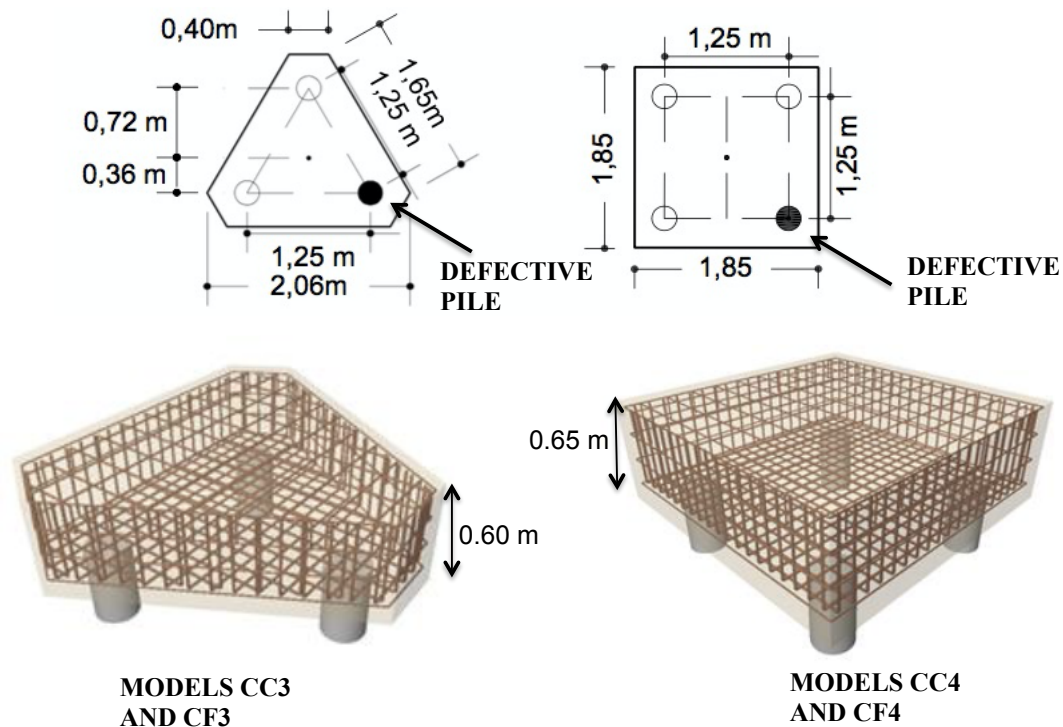 0,40m
0,72 m
0,36 m
1,65m
1,25 m
1,25 m
2,06m
DEFECTIVE
PILE
1,25 m
1,85
1,25 m
1,85
DEFECTIVE
PILE
0.60 m
0.65 m
MODELS CC3
AND CF3
MODELS CC4
AND CF4